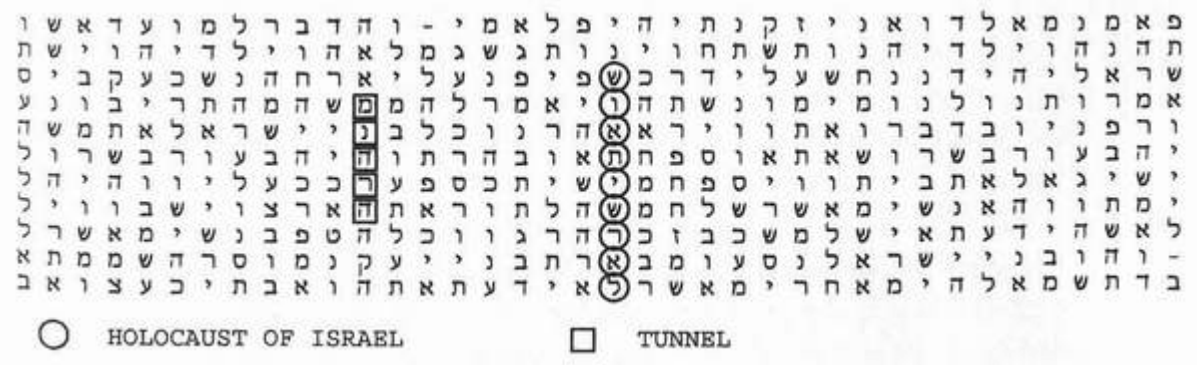 פ א מ נ מ א ל ד ו א נ י ז ק נ ת י ה י פ ל א מ י - ו ה ד ב ר ל מ ו ע ד א ש ו
ת ה נ ה ו י ל ד י ה נ ו ת ש ת ח ו י נ ו ת ג ש ג מ ל א ה ו י ל ד י ה ו י ש ת
ש ר א ל י ה י ד נ נ ח ש ע ל י ד ר כ ש פ י פ נ ע ל י א ר ח ה נ ש כ ע ק ב י ס
א מ ר ו ת נ ו ל נ ו מ י מ ו נ ש ת ה ו י א מ ר ל ה מ מ ש ה מ ה ת ר י ב ו נ ע
ו ר פ נ י ו ב ד ב ר ו א ת ו ו י ר א א ה ר נ ו כ ל ב נ י י ש ר א ל א ת מ ש ה
י ה ב ע ו ר ב ש ר ו ש א ת א ו ס פ ח ת א ו ב ה ר ת ו ה י ה ב ע ו ר ב ש ר ו ל
י ש י ג א ל א ת ב י ת ו ו י ס פ ח מ י ש י ת כ ס פ ע ר כ כ ע ל י ו ו ה י ה ל
י מ ת ו ו ה א נ ש י מ א ש ר ש ל ח מ ש ה ל ת ו ר א ת ה א ר צ ו י ש ב ו ו י ל
ל א ש ה י ד ע ת א י ש ל מ ש כ ב ז כ ר ה ר ג ו ו כ ל ה ט פ ב נ ש י מ א ש ר ל
- ו ה ו ב נ י י ש ר א ל נ ס ע ו מ ב א ר ת ב נ י י ע ק נ מ ו ס ר ה ש מ מ ת א
ב ד ת ש מ א ל ה י מ א ח ר י מ א ש ר ל א י ד ע ת א ת ה ו א ב ת י כ ע צ ו א ב
HOLOCAUST OF ISRAEL TUNNEL